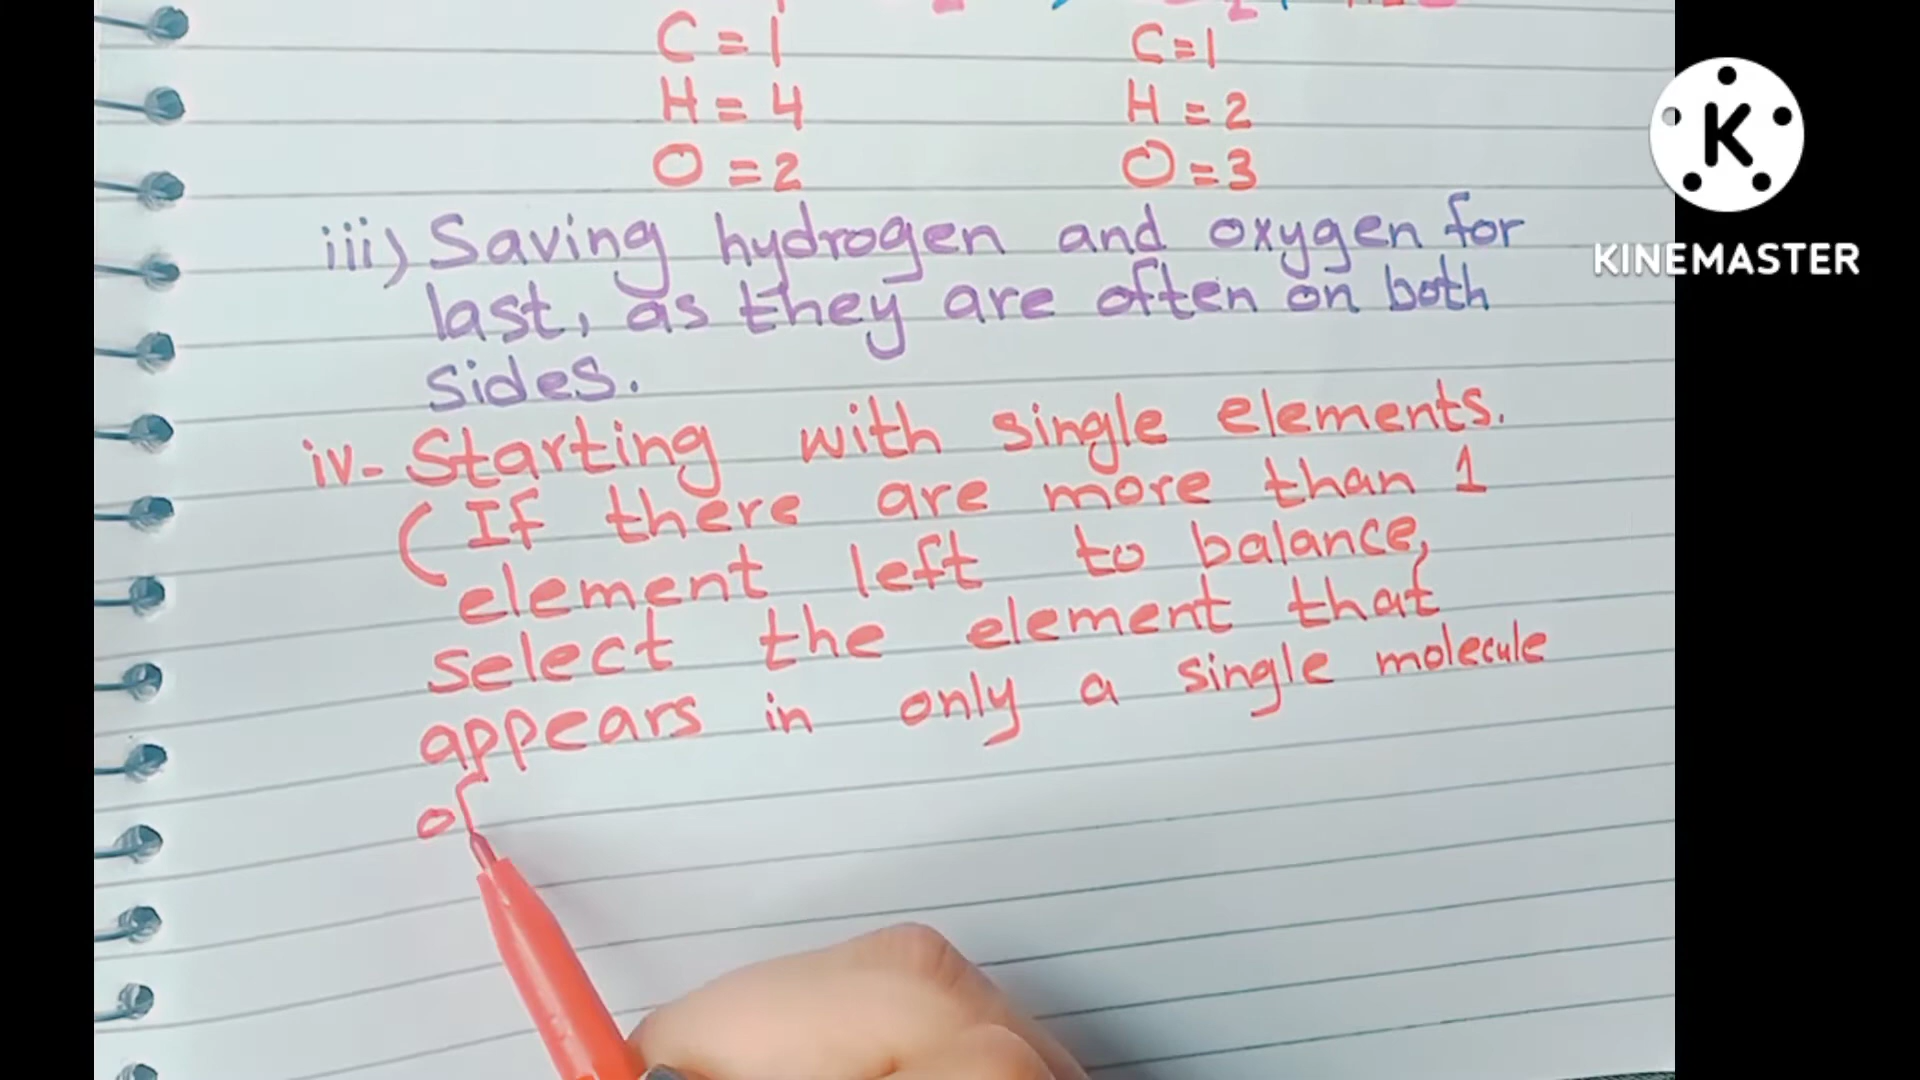 C = 1 C = 1
H = 4 H = 2
O = 2 O = 3
iii) Saving hydrogen and oxygen for
last, as they are often on both
sides.
iv- Starting with single elements.
(If there are more than 1
element left to balance,
select the element that
appears in only a single molecule
of
K
KINEMASTER